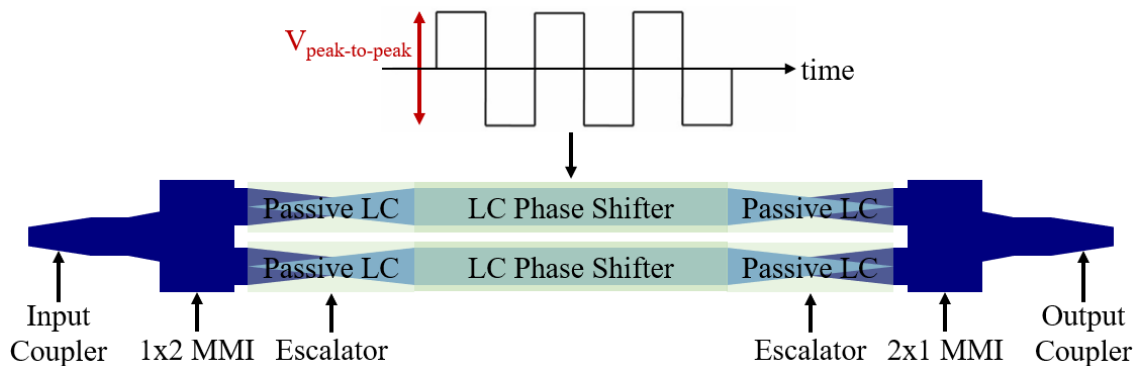 V peak-to-peak
time
Passive LC LC Phase Shifter Passive LC
Passive LC LC Phase Shifter Passive LC
Input
Coupler
1x2 MMI
Escalator
Escalator
2x1 MMI
Output
Coupler